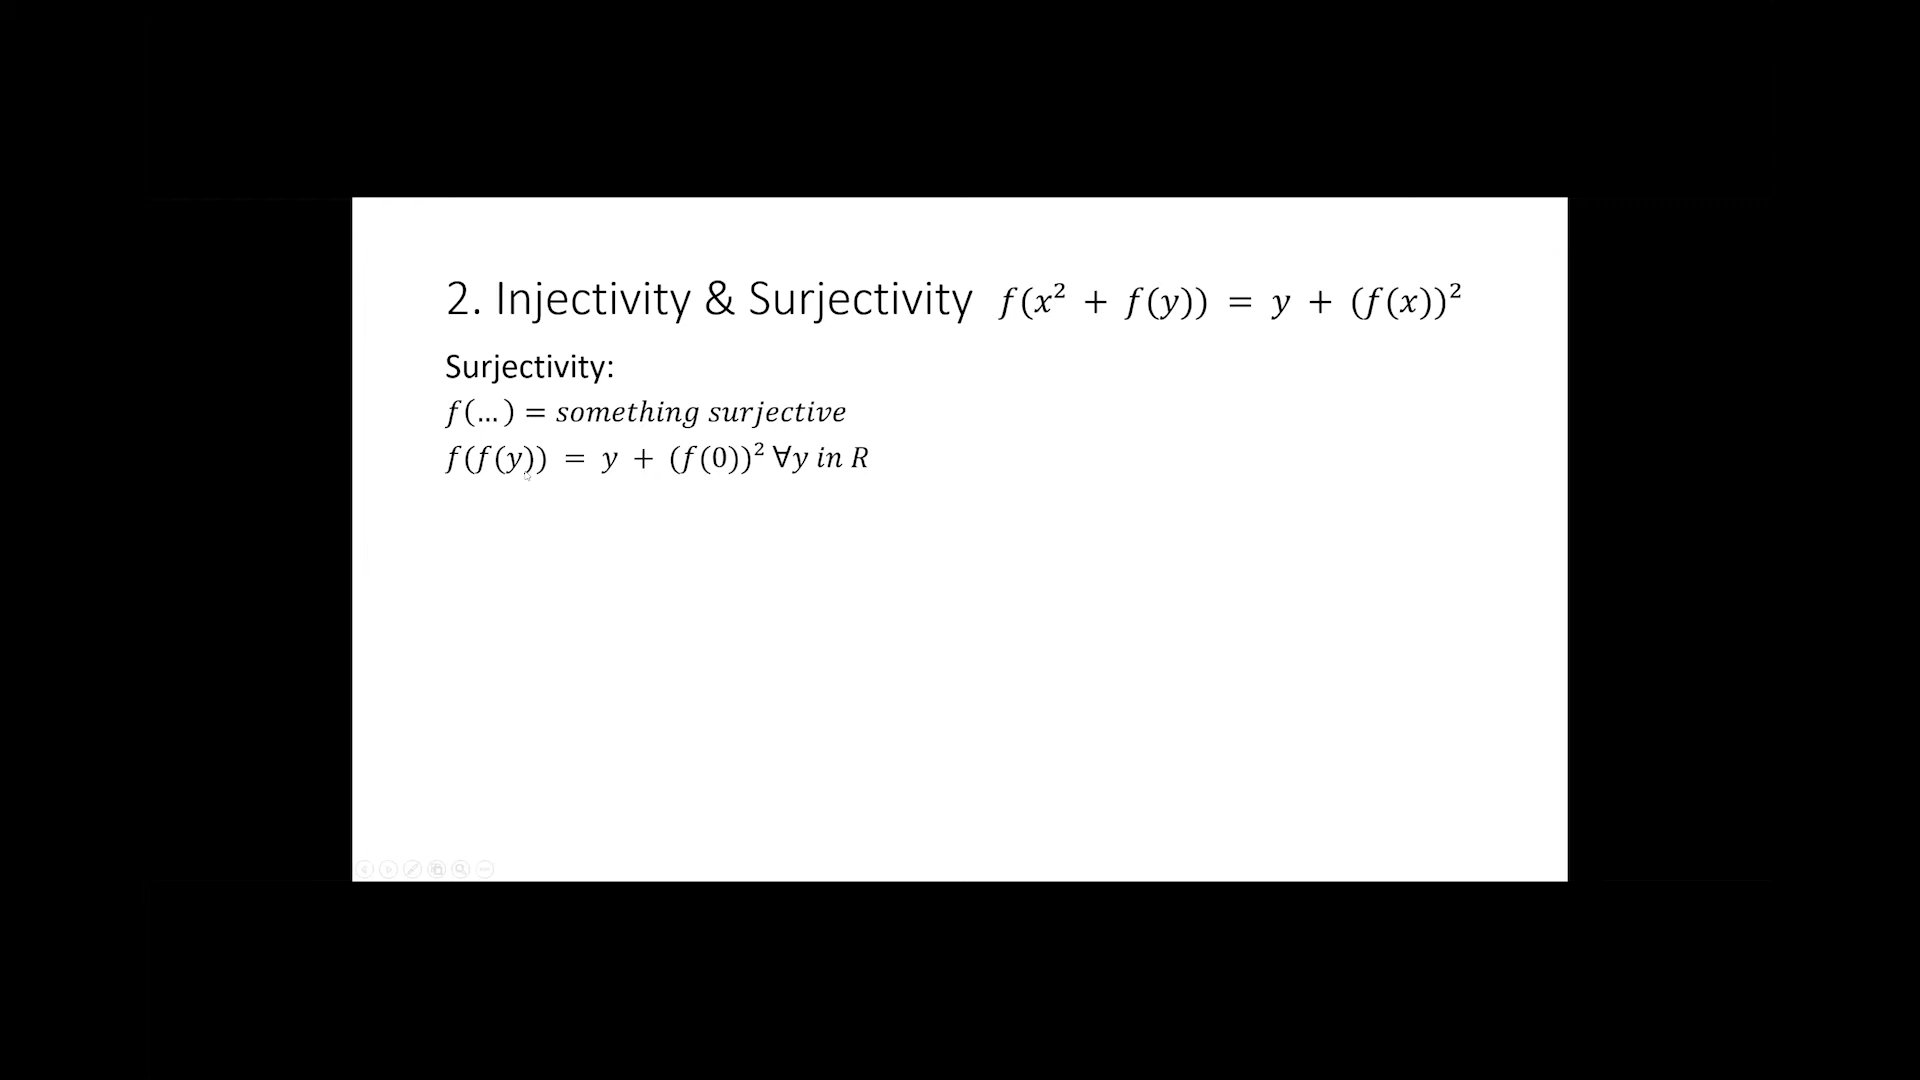 2. Injectivity & Surjectivity f(x² + f(y)) = y + (f(x))²
Surjectivity:
f(...) = something surjective
f(f(y)) = y + (f(0))² ∀y in R